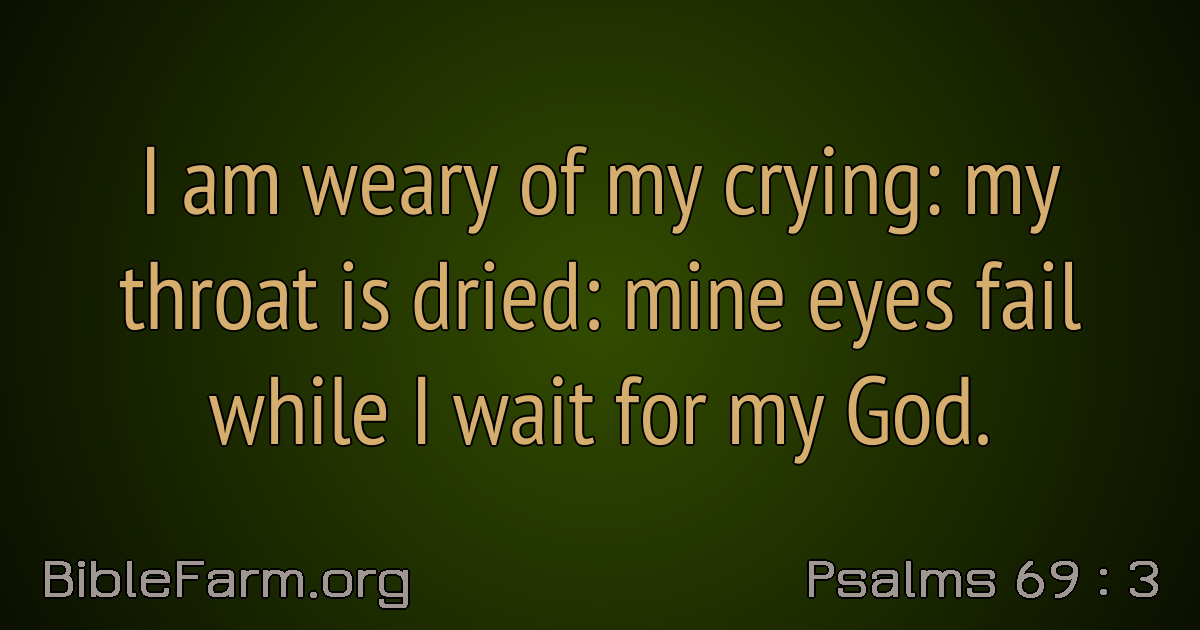 I am weary of my crying: my
throat is dried: mine eyes fail
while I wait for my God.
BibleFarm.org
Psalms 69 : 3